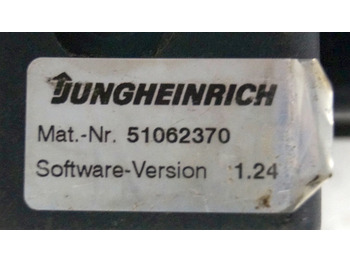 JUNGHEINRICH
Mat.-Nr. 51062370
Software-Version 1.24